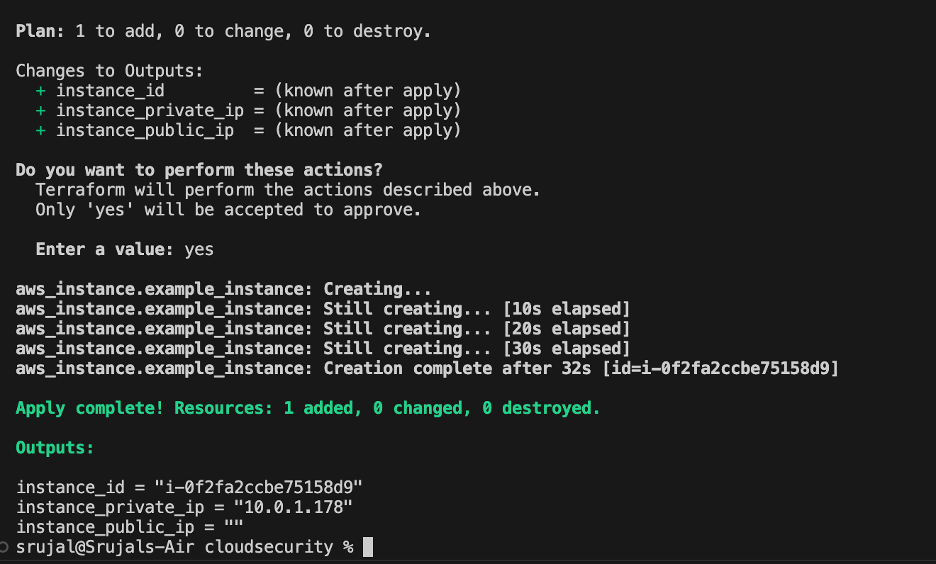 Plan: 1 to add, 0 to change, 0 to destroy.
Changes to Outputs:
+ instance_id = (known after apply)
+ instance_private_ip = (known after apply)
+ instance_public_ip = (known after apply)
Do you want to perform these actions?
Terraform will perform the actions described above.
Only 'yes' will be accepted to approve.
Enter a value: yes
aws_instance.example_instance: Creating...
aws_instance.example_instance: Still creating... [10s elapsed]
aws_instance.example_instance: Still creating... [20s elapsed]
aws_instance.example_instance: Still creating... [30s elapsed]
aws_instance.example_instance: Creation complete after 32s [id=i-0f2fa2ccbe75158d9]
Apply complete! Resources: 1 added, 0 changed, 0 destroyed.
Outputs:
instance_id = "i-0f2fa2ccbe75158d9"
instance_private_ip = "10.0.1.178"
instance_public_ip = ""
srujal@Srujals-Air cloudsecurity %